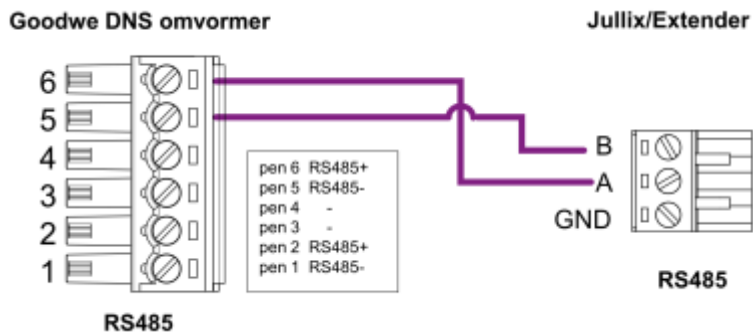 Goodwe DNS omvormer
Jullix/Extender
6
5
4
3
2
1
pen 6 RS485+
pen 5 RS485-
pen 4 -
pen 3 -
pen 2 RS485+
pen 1 RS485-
B
A
GND
RS485
RS485